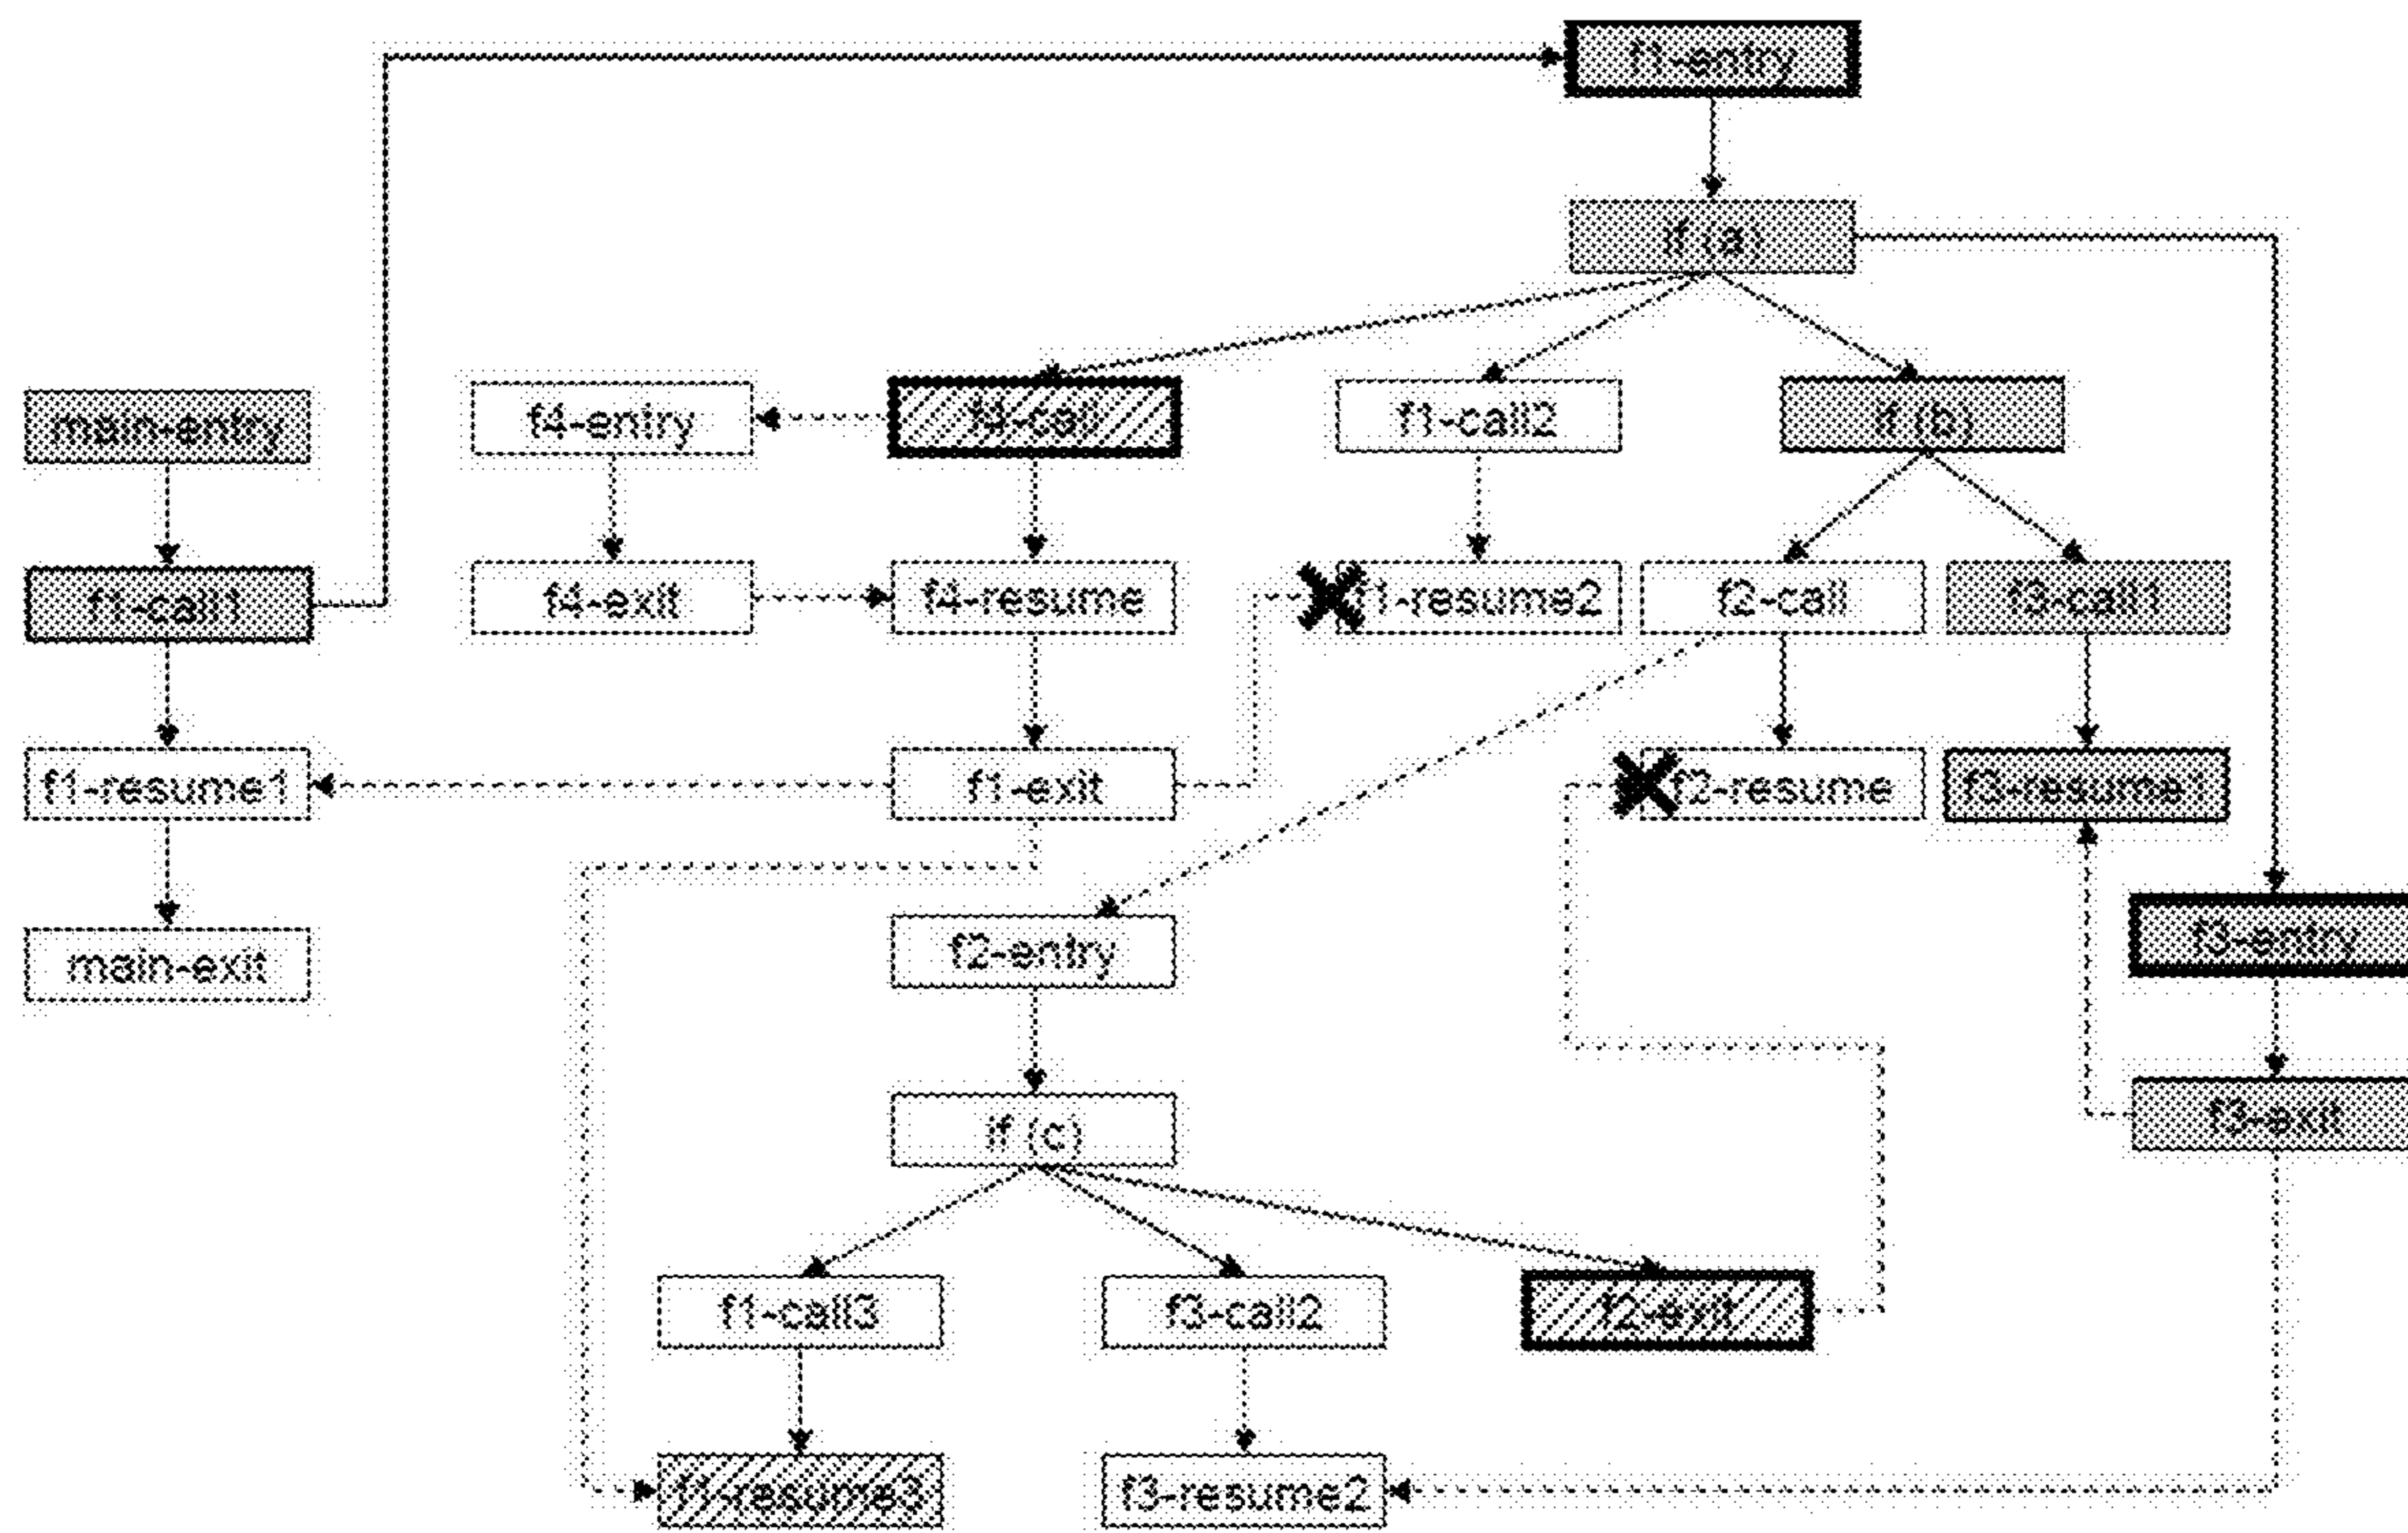 f1-entry
if (a)
main-entry
f4-entry
f4-call
f1-call2
if (b)
f1-call1
f4-exit
f4-resume
f1-resume2
f2-call
f3-call1
f1-resume1
f1-exit
f2-resume
f3-resume1
main-exit
f2-entry
f3-entry
if (c)
f3-exit
f1-call3
f3-call2
f2-exit
f1-resume3
f3-resume2